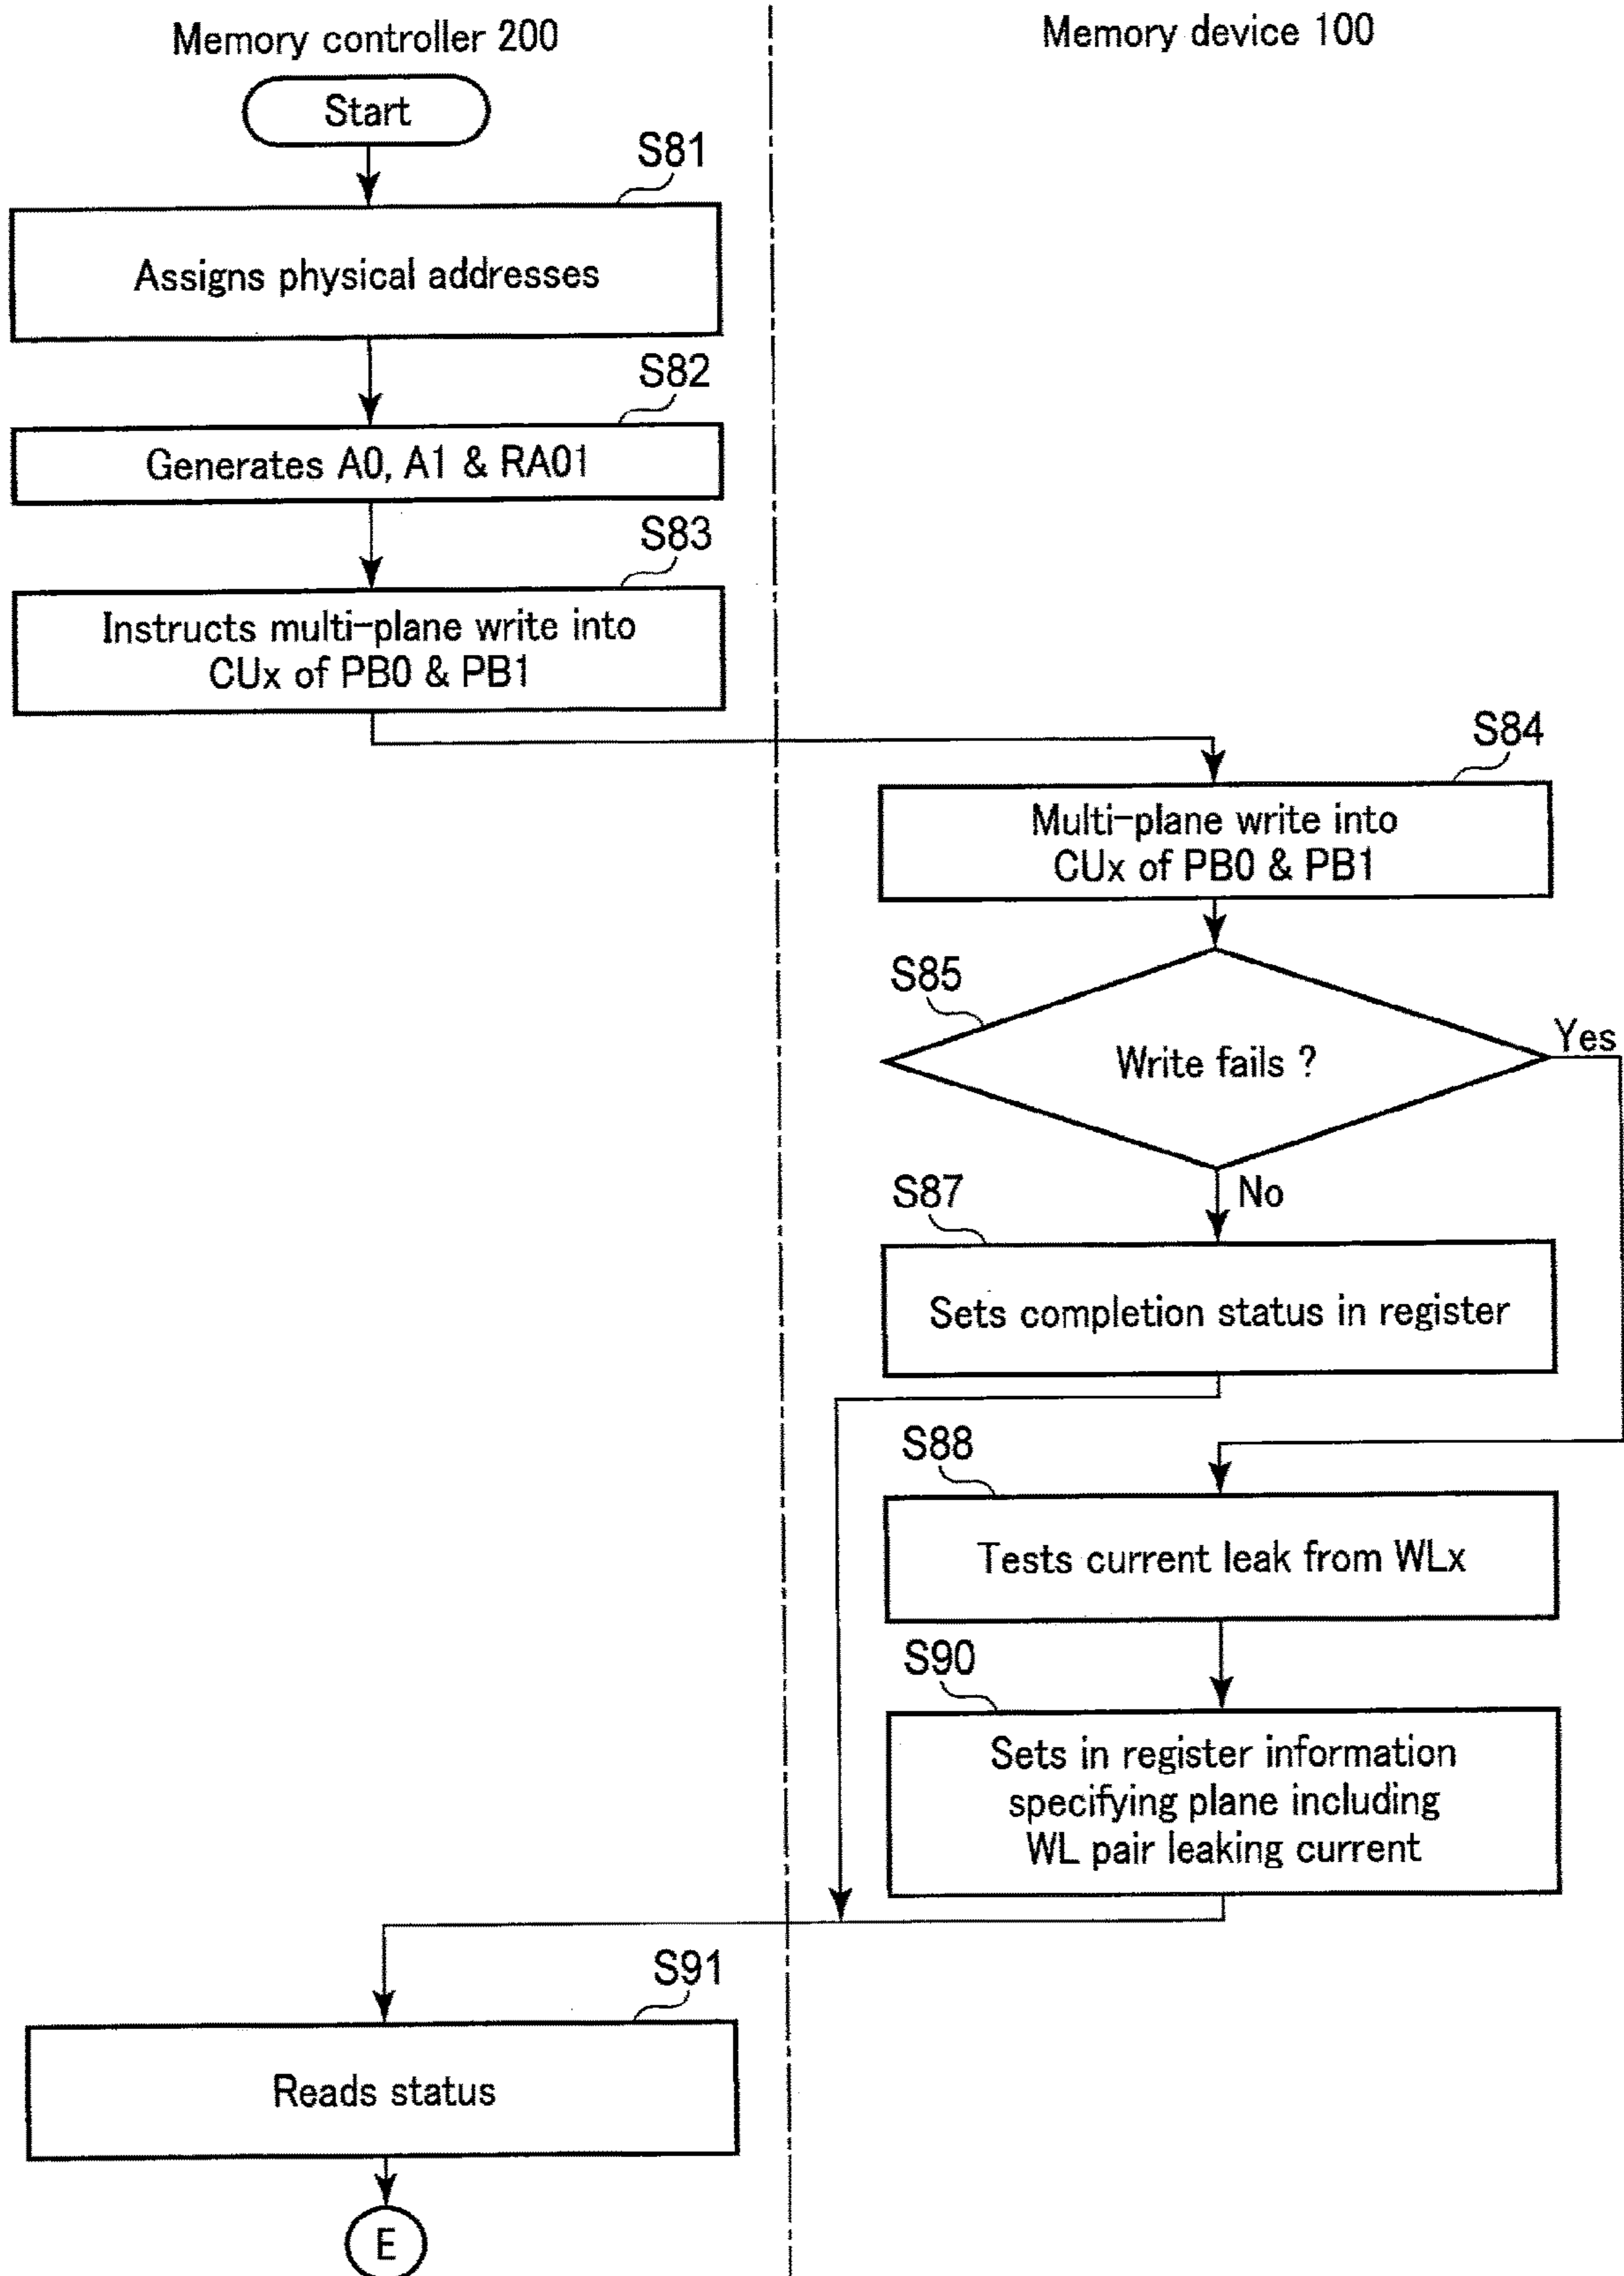 Memory controller 200
Memory device 100
Start
S81
Assigns physical addresses
S82
Generates A0, A1 & RA01
S83
Instructs multi-plane write into
CUx of PB0 & PB1
S84
Multi-plane write into
CUx of PB0 & PB1
S85
Write fails ?
Yes
No
S87
Sets completion status in register
S88
Tests current leak from WLx
S90
Sets in register information
specifying plane including
WL pair leaking current
S91
Reads status
E